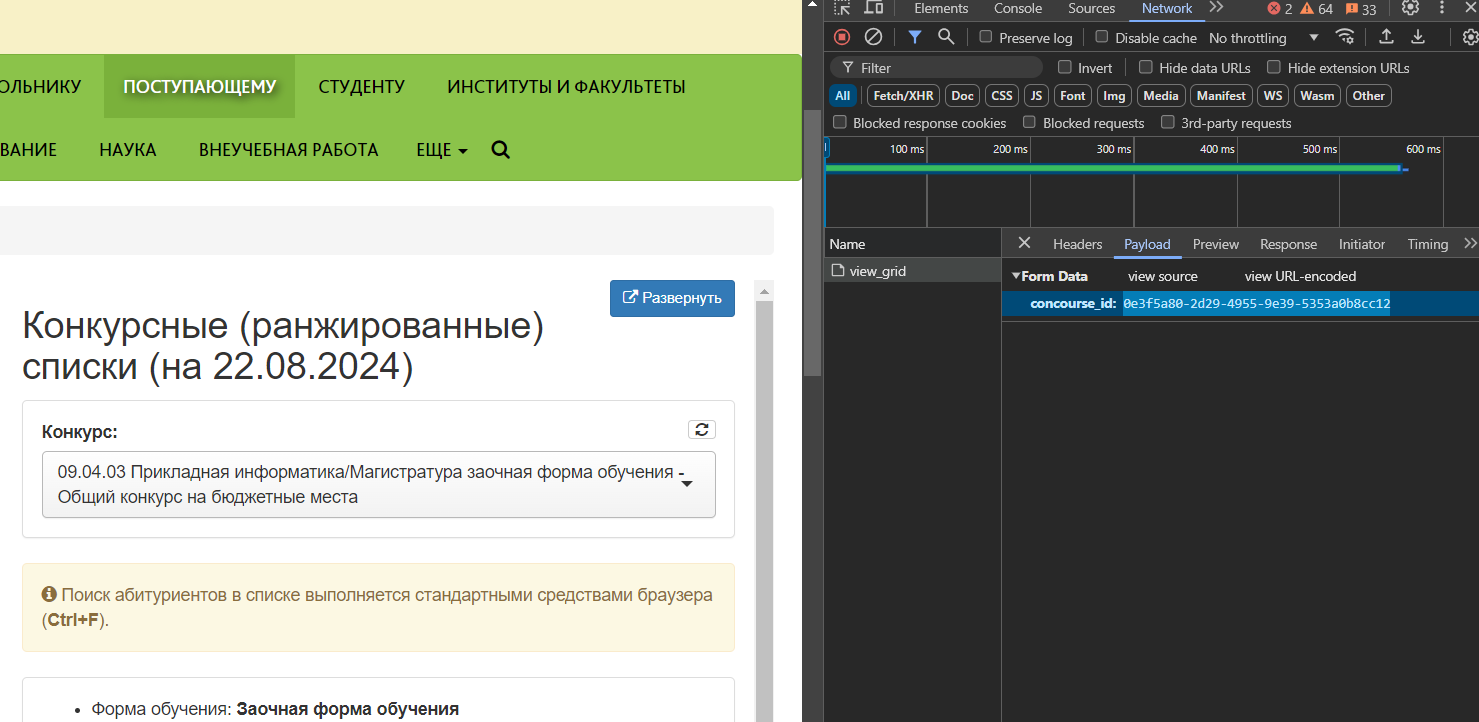 ОЛЬНИКУ ПОСТУПАЮЩЕМУ СТУДЕНТУ ИНСТИТУТЫ И ФАКУЛЬТЕТЫ
ВАНИЕ НАУКА ВНЕУЧЕБНАЯ РАБОТА ЕЩЕ
Развернуть
Конкурсные (ранжированные)
списки (на 22.08.2024)
Конкурс:
09.04.03 Прикладная информатика/Магистратура заочная форма обучения -
Общий конкурс на бюджетные места
Поиск абитуриентов в списке выполняется стандартными средствами браузера
(Ctrl+F).
• Форма обучения: Заочная форма обучения
Elements Console Sources Network 2 64 33
Preserve log Disable cache No throttling
Filter Invert Hide data URLs Hide extension URLs
All Fetch/XHR Doc CSS JS Font Img Media Manifest WS Wasm Other
Blocked response cookies Blocked requests 3rd-party requests
100 ms 200 ms 300 ms 400 ms 500 ms 600 ms
Name Headers Payload Preview Response Initiator Timing
view_grid
Form Data view source view URL-encoded
concourse_id: 0e3f5a80-2d29-4955-9e39-5353a0b8cc12